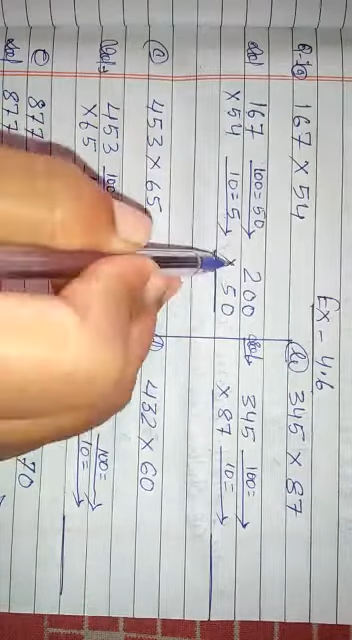 Ex - 4.6
Q-1 a 167 × 54
b 345 × 87
Sol 167 100=50 200
× 54 10=5 × 50
Sol 345 100=
× 87 10=
c 453 × 65
432 × 60
Sol= 453 100
× 65
100=
10=
e 877
70
Sol 877